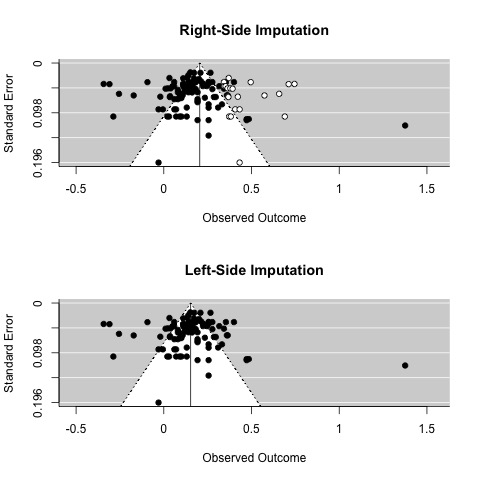 Right-Side Imputation
Standard Error
0
0.098
0.196
-0.5 0 0.5 1 1.5
Observed Outcome
Left-Side Imputation
Standard Error
0
0.098
0.196
-0.5 0 0.5 1 1.5
Observed Outcome